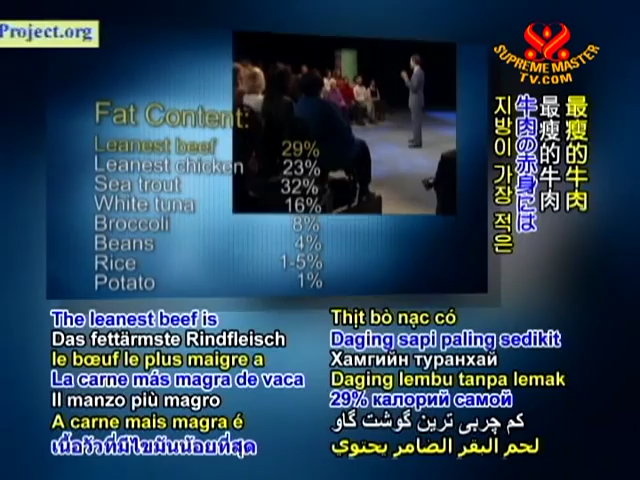 Project.org
SUPREME MASTER
TV.COM
Fat Content:
Leanest beef 29%
Leanest chicken 23%
Sea trout 32%
White tuna 16%
Broccoli 8%
Beans 4%
Rice 1-5%
Potato 1%
最瘦的牛肉
最瘦的牛肉
牛肉の赤身には
지방이 가장 적은
The leanest beef is
Das fettärmste Rindfleisch
le bœuf le plus maigre a
La carne más magra de vaca
Il manzo più magro
A carne mais magra é
เนื้อวัวที่มีไขมันน้อยที่สุด
Thịt bò nạc có
Daging sapi paling sedikit
Хамгийн туранхай
Daging lembu tanpa lemak
29% калорий самой
کم چربی ترین گوشت گاو
لحم البقر الضامر يحتوي